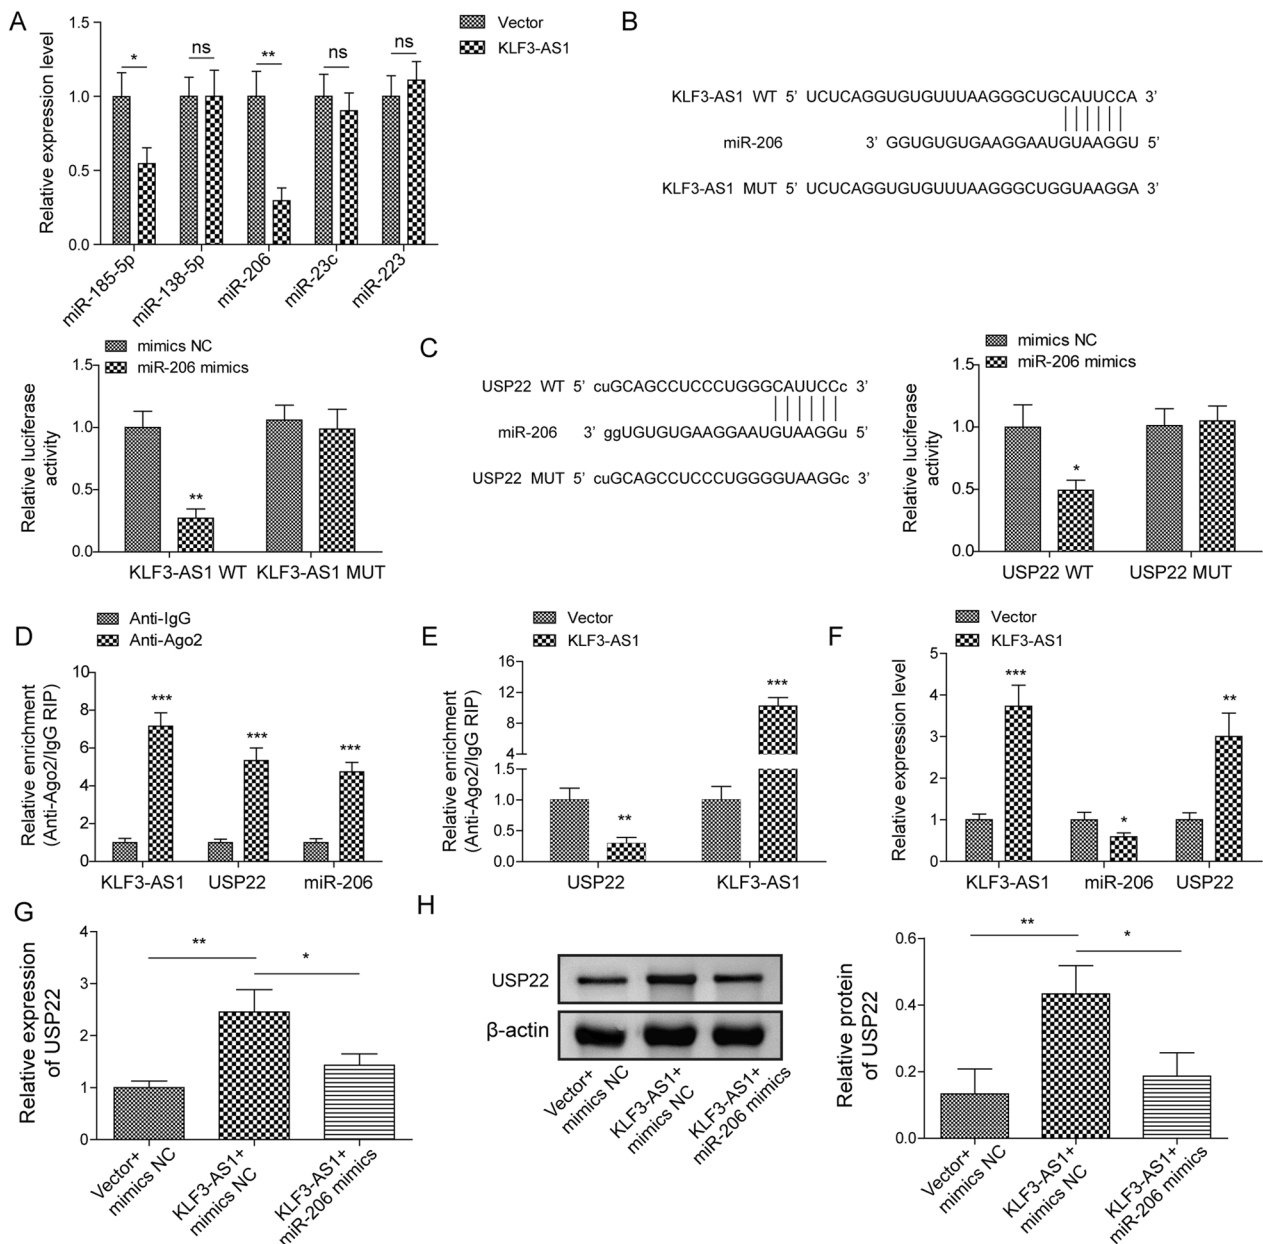 A
Relative expression level
1.5
1.0
0.5
0.0
* ns ** ns ns
Vector
KLF3-AS1
miR-185-5p
miR-138-5p
miR-206
miR-23c
miR-223
B
KLF3-AS1 WT 5' UCUCAGGUGUGUUUAAGGGCUGCAUUCCA 3'
miR-206 3' GGUGUGUGAAGGAAUGUAAGGU 5'
KLF3-AS1 MUT 5' UCUCAGGUGUGUUUAAGGGCUGGUAAGGA 3'
mimics NC
miR-206 mimics
Relative luciferase
activity
1.5
1.0
0.5
0.0
**
KLF3-AS1 WT KLF3-AS1 MUT
C
USP22 WT 5' cuGCAGCCUCCCUGGGCAUUCCc 3'
miR-206 3' ggUGUGUGAAGGAAUGUAAGGu 5'
USP22 MUT 5' cuGCAGCCUCCCUGGGGUAAGGc 3'
mimics NC
miR-206 mimics
Relative luciferase
activity
1.5
1.0
0.5
0.0
*
USP22 WT USP22 MUT
D
Anti-IgG
Anti-Ago2
Relative enrichment
(Anti-Ago2/IgG RIP)
10
8
6
4
2
0
*** *** ***
KLF3-AS1 USP22 miR-206
E
Vector
KLF3-AS1
Relative enrichment
(Anti-Ago2/IgG RIP)
16
12
8
4
1.5
1.0
0.5
0.0
** ***
USP22 KLF3-AS1
F
Vector
KLF3-AS1
Relative expression level
5
4
3
2
1
0
*** * **
KLF3-AS1 miR-206 USP22
G
Relative expression
of USP22
4
3
2
1
0
** *
Vector+
mimics NC
KLF3-AS1+
mimics NC
KLF3-AS1+
miR-206 mimics
H
USP22
β-actin
Vector+
mimics NC
KLF3-AS1+
mimics NC
KLF3-AS1+
miR-206 mimics
Relative protein
of USP22
0.6
0.4
0.2
0.0
** *
Vector+
mimics NC
KLF3-AS1+
mimics NC
KLF3-AS1+
miR-206 mimics